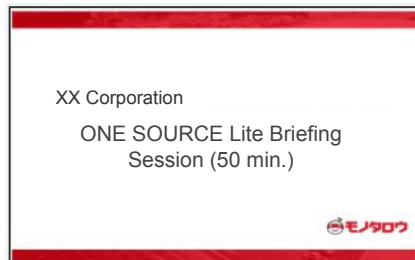 XX Corporation
ONE SOURCE Lite Briefing
Session (50 min.)
モノタロウ